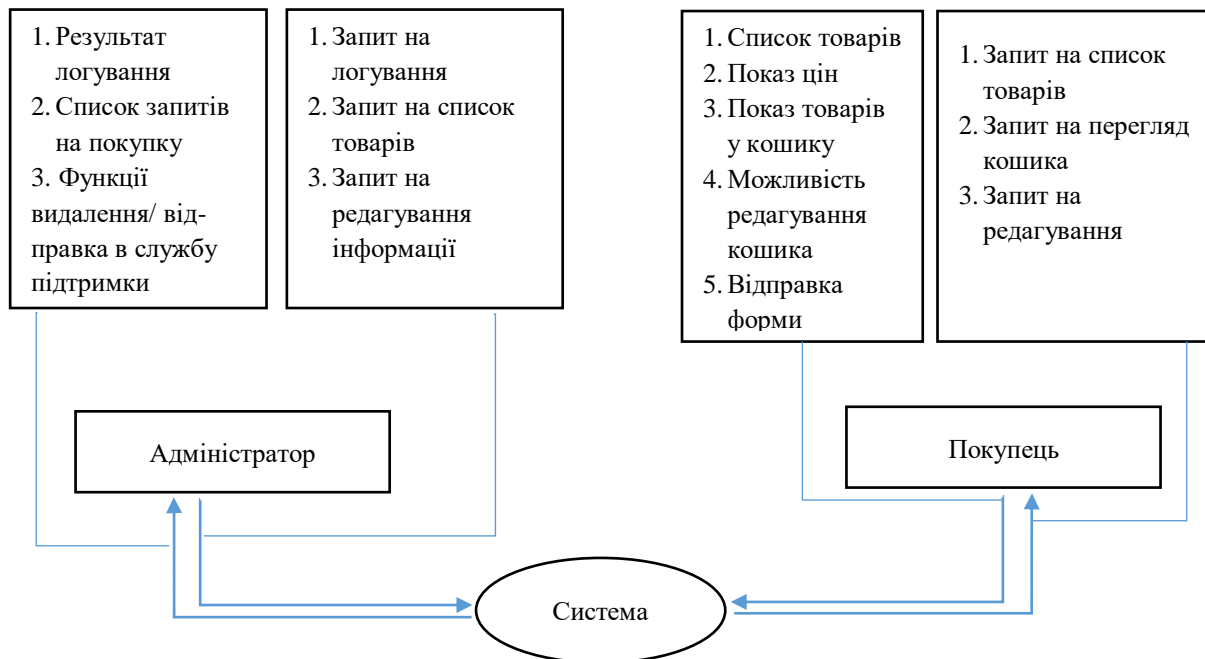 1. Результат
логування
2. Список запитів
на покупку
3. Функції
видалення/ від-
правка в службу
підтримки
1. Запит на
логування
2. Запит на список
товарів
3. Запит на
редагування
інформації
1. Список товарів
2. Показ цін
3. Показ товарів
у кошику
4. Можливість
редагування
кошика
5. Відправка
форми
1. Запит на список
товарів
2. Запит на перегляд
кошика
3. Запит на
редагування
Адміністратор
Покупець
Система